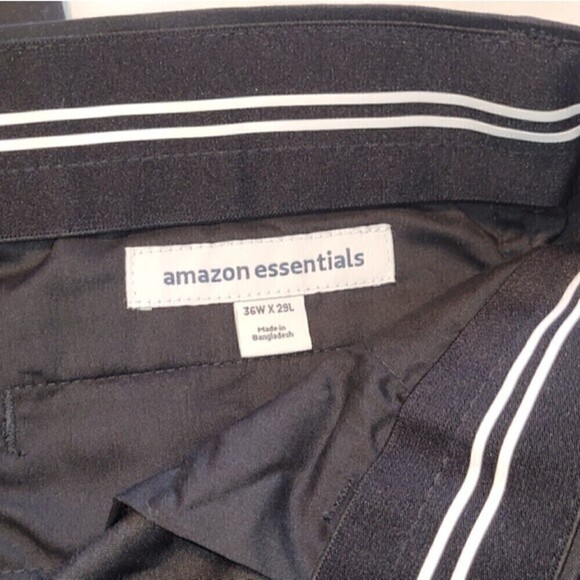 amazon essentials
36W X 29L
Made in
Bangladesh